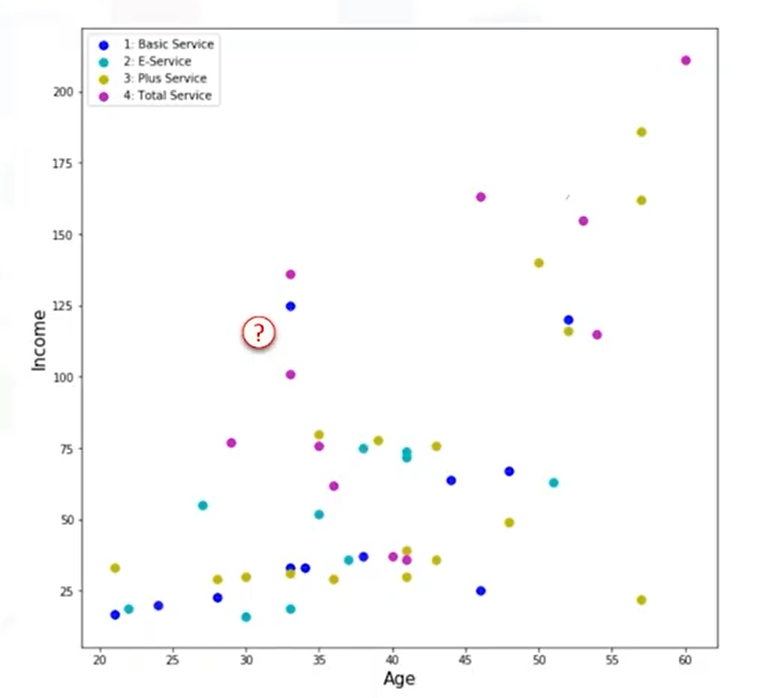 1: Basic Service
2: E-Service
3: Plus Service
4: Total Service
200
175
150
125
?
100
75
50
25
Income
20 25 30 35 40 45 50 55 60
Age